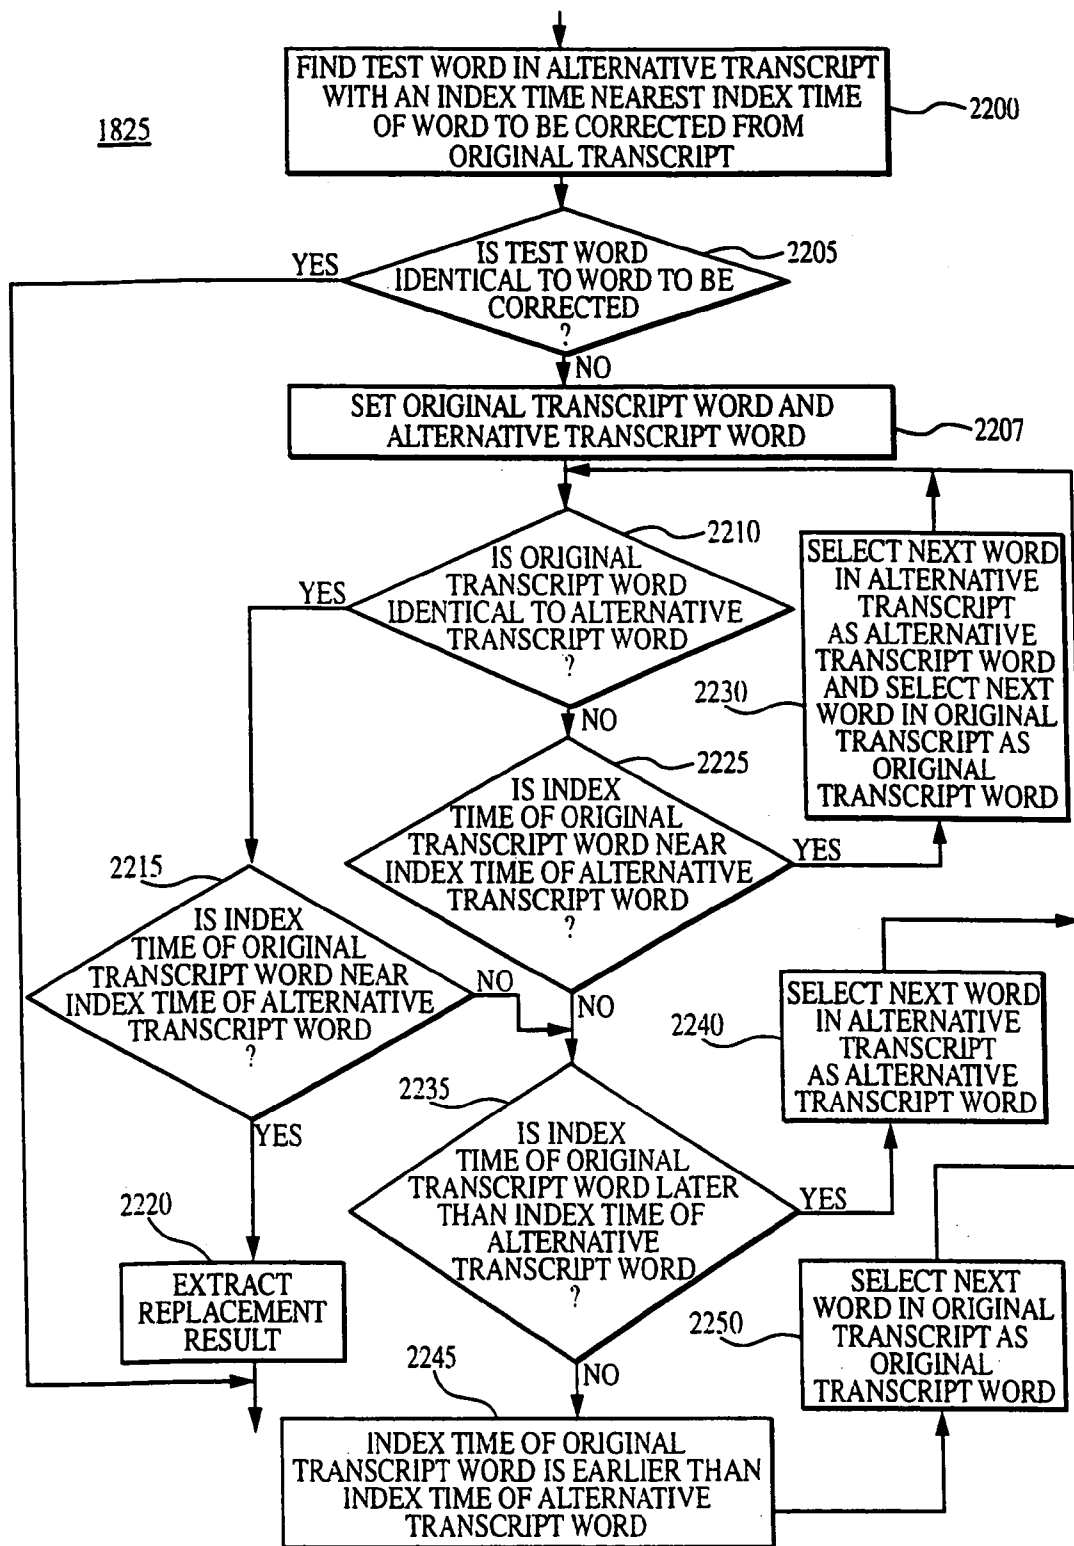 FIND TEST WORD IN ALTERNATIVE TRANSCRIPT
WITH AN INDEX TIME NEAREST INDEX TIME
OF WORD TO BE CORRECTED FROM
ORIGINAL TRANSCRIPT
2200
1825
IS TEST WORD
IDENTICAL TO WORD TO BE
CORRECTED
?
2205
YES
NO
SET ORIGINAL TRANSCRIPT WORD AND
ALTERNATIVE TRANSCRIPT WORD
2207
IS ORIGINAL
TRANSCRIPT WORD
IDENTICAL TO ALTERNATIVE
TRANSCRIPT WORD
?
2210
YES
NO
SELECT NEXT WORD
IN ALTERNATIVE
TRANSCRIPT
AS ALTERNATIVE
TRANSCRIPT WORD
AND SELECT NEXT
WORD IN ORIGINAL
TRANSCRIPT AS
ORIGINAL
TRANSCRIPT WORD
2230
IS INDEX
TIME OF ORIGINAL
TRANSCRIPT WORD NEAR
INDEX TIME OF ALTERNATIVE
TRANSCRIPT WORD
?
2225
YES
NO
2215
IS INDEX
TIME OF ORIGINAL
TRANSCRIPT WORD NEAR
INDEX TIME OF ALTERNATIVE
TRANSCRIPT WORD
?
NO
YES
SELECT NEXT WORD
IN ALTERNATIVE
TRANSCRIPT
AS ALTERNATIVE
TRANSCRIPT WORD
2240
2235
IS INDEX
TIME OF ORIGINAL
TRANSCRIPT WORD LATER
THAN INDEX TIME OF
ALTERNATIVE
TRANSCRIPT WORD
?
YES
NO
2220
EXTRACT
REPLACEMENT
RESULT
SELECT NEXT
WORD IN ORIGINAL
TRANSCRIPT AS
ORIGINAL
TRANSCRIPT WORD
2250
2245
INDEX TIME OF ORIGINAL
TRANSCRIPT WORD IS EARLIER THAN
INDEX TIME OF ALTERNATIVE
TRANSCRIPT WORD